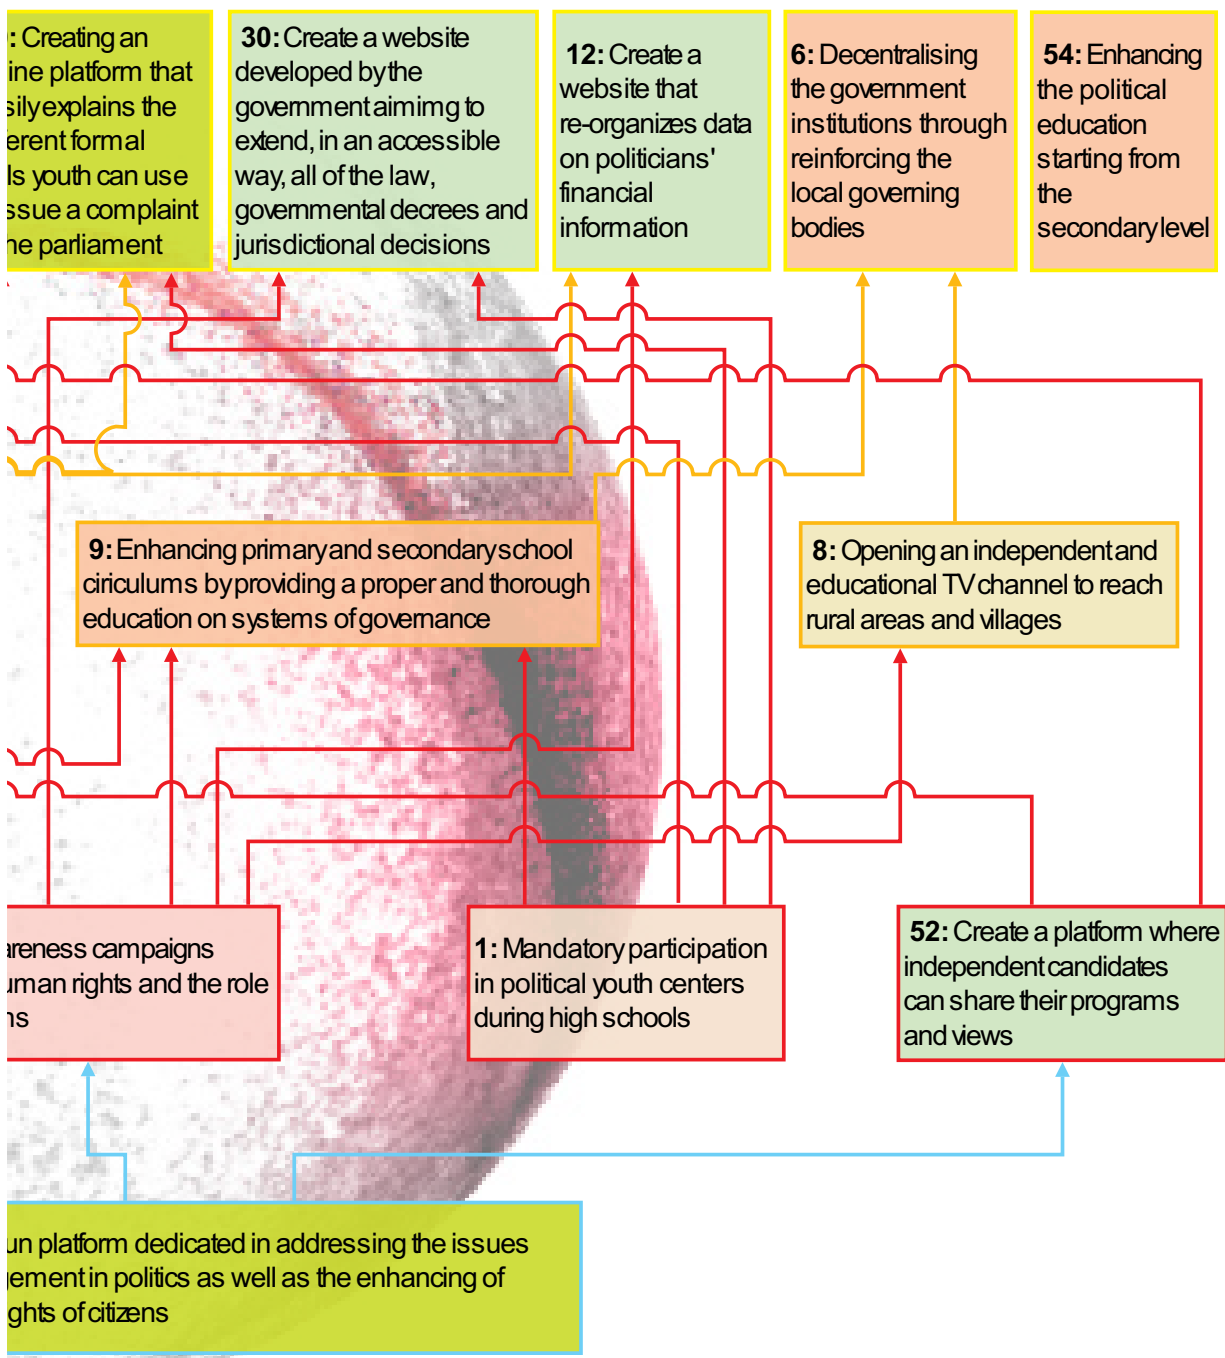 : Creating an
ine platform that
sily explains the
erent formal
ls youth can use
ssue a complaint
ne parliament
30: Create a website
developed by the
government aimimg to
extend, in an accessible
way, all of the law,
governmental decrees and
jurisdictional decisions
12: Create a
website that
re-organizes data
on politicians'
financial
information
6: Decentralising
the government
institutions through
reinforcing the
local governing
bodies
54: Enhancing
the political
education
starting from
the
secondary level
9: Enhancing primary and secondary school
ciriculums by providing a proper and thorough
education on systems of governance
8: Opening an independent and
educational TV channel to reach
rural areas and villages
areness campaigns
uman rights and the role
ns
1: Mandatory participation
in political youth centers
during high schools
52: Create a platform where
independent candidates
can share their programs
and views
un platform dedicated in addressing the issues
gement in politics as well as the enhancing of
ghts of citizens